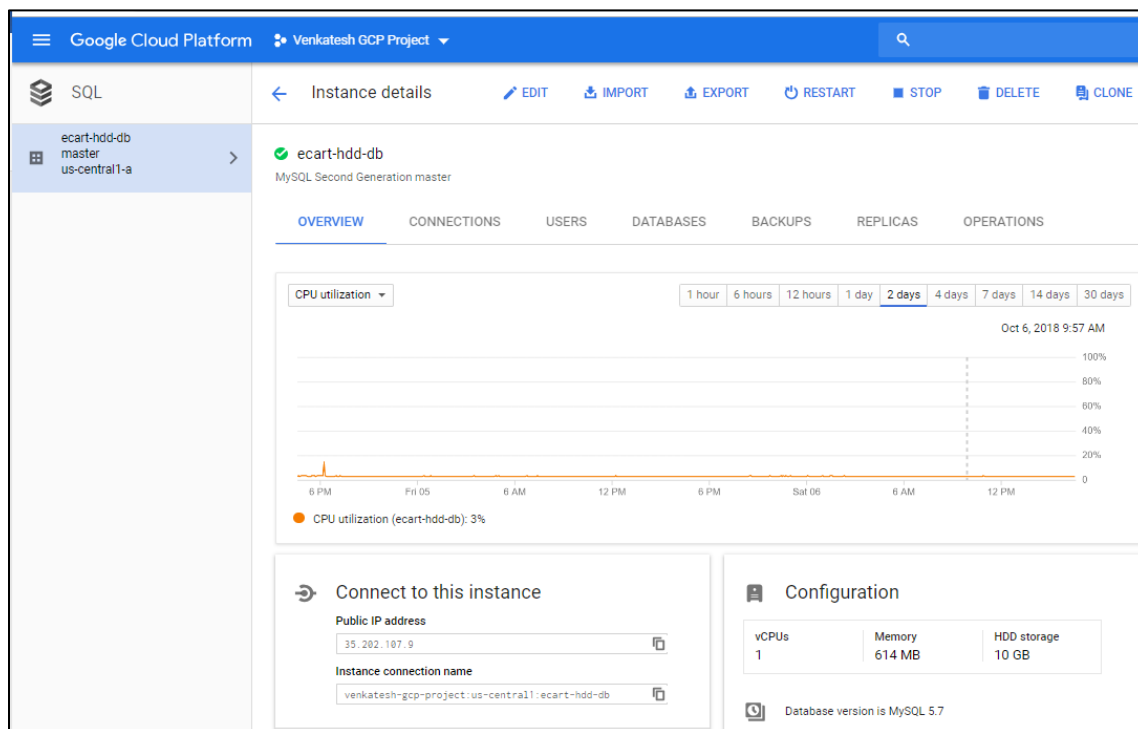 Google Cloud Platform Venkatesh GCP Project
SQL
Instance details EDIT IMPORT EXPORT RESTART STOP DELETE CLONE
ecart-hdd-db
master
us-central1-a
ecart-hdd-db
MySQL Second Generation master
OVERVIEW CONNECTIONS USERS DATABASES BACKUPS REPLICAS OPERATIONS
CPU utilization 1 hour 6 hours 12 hours 1 day 2 days 4 days 7 days 14 days 30 days
Oct 6, 2018 9:57 AM
100%
80%
60%
40%
20%
0
6 PM Fri 05 6 AM 12 PM 6 PM Sat 06 6 AM 12 PM
CPU utilization (ecart-hdd-db): 3%
Connect to this instance
Public IP address
35.202.107.9
Instance connection name
venkatesh-gcp-project:us-central1:ecart-hdd-db
Configuration
vCPUs Memory HDD storage
1 614 MB 10 GB
Database version is MySQL 5.7